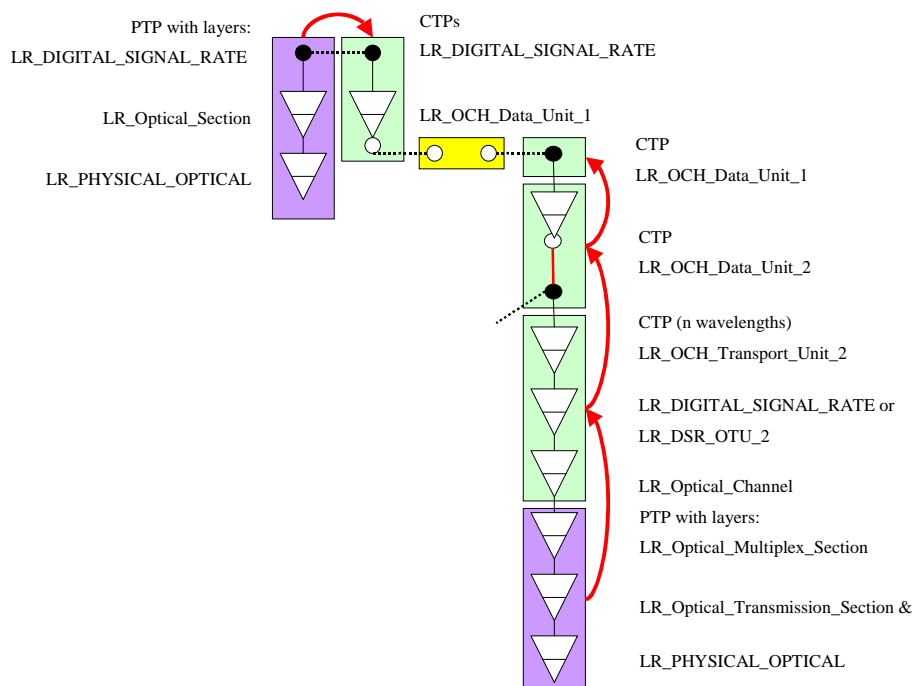 PTP with layers:
LR_DIGITAL_SIGNAL_RATE
LR_Optical_Section
LR_PHYSICAL_OPTICAL
CTPs
LR_DIGITAL_SIGNAL_RATE
LR_OCH_Data_Unit_1
CTP
LR_OCH_Data_Unit_1
CTP
LR_OCH_Data_Unit_2
CTP (n wavelengths)
LR_OCH_Transport_Unit_2
LR_DIGITAL_SIGNAL_RATE or
LR_DSR_OTU_2
LR_Optical_Channel
PTP with layers:
LR_Optical_Multiplex_Section
LR_Optical_Transmission_Section &
LR_PHYSICAL_OPTICAL